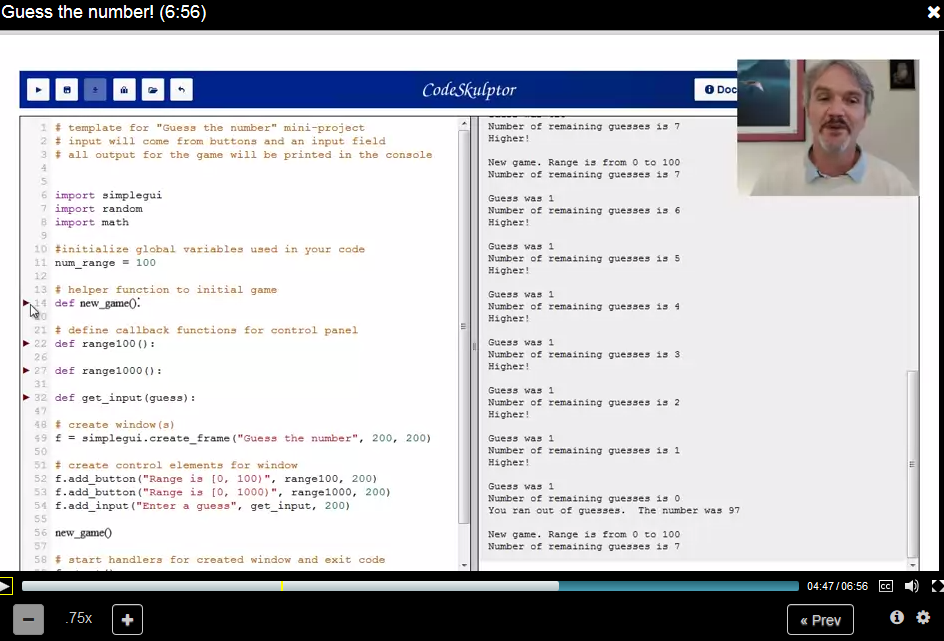 Guess the number! (6:56)
CodeSkulptor
Doc
1 # template for "Guess the number" mini-project
2 # input will come from buttons and an input field
3 # all output for the game will be printed in the console
4
5
6 import simplegui
7 import random
8 import math
9
10 #initialize global variables used in your code
11 num_range = 100
12
13 # helper function to initial game
14 def new_game():
20
21 # define callback functions for control panel
22 def range100():
26
27 def range1000():
31
32 def get_input(guess):
47
48 # create window(s)
49 f = simplegui.create_frame("Guess the number", 200, 200)
50
51 # create control elements for window
52 f.add_button("Range is [0, 100)", range100, 200)
53 f.add_button("Range is [0, 1000)", range1000, 200)
54 f.add_input("Enter a guess", get_input, 200)
55
56 new_game()
57
58 # start handlers for created window and exit code
Number of remaining guesses is 7
Higher!
New game. Range is from 0 to 100
Number of remaining guesses is 7
Guess was 1
Number of remaining guesses is 6
Higher!
Guess was 1
Number of remaining guesses is 5
Higher!
Guess was 1
Number of remaining guesses is 4
Higher!
Guess was 1
Number of remaining guesses is 3
Higher!
Guess was 1
Number of remaining guesses is 2
Higher!
Guess was 1
Number of remaining guesses is 1
Higher!
Guess was 1
Number of remaining guesses is 0
You ran out of guesses. The number was 97
New game. Range is from 0 to 100
Number of remaining guesses is 7
04:47/06:56
CC
.75x
« Prev